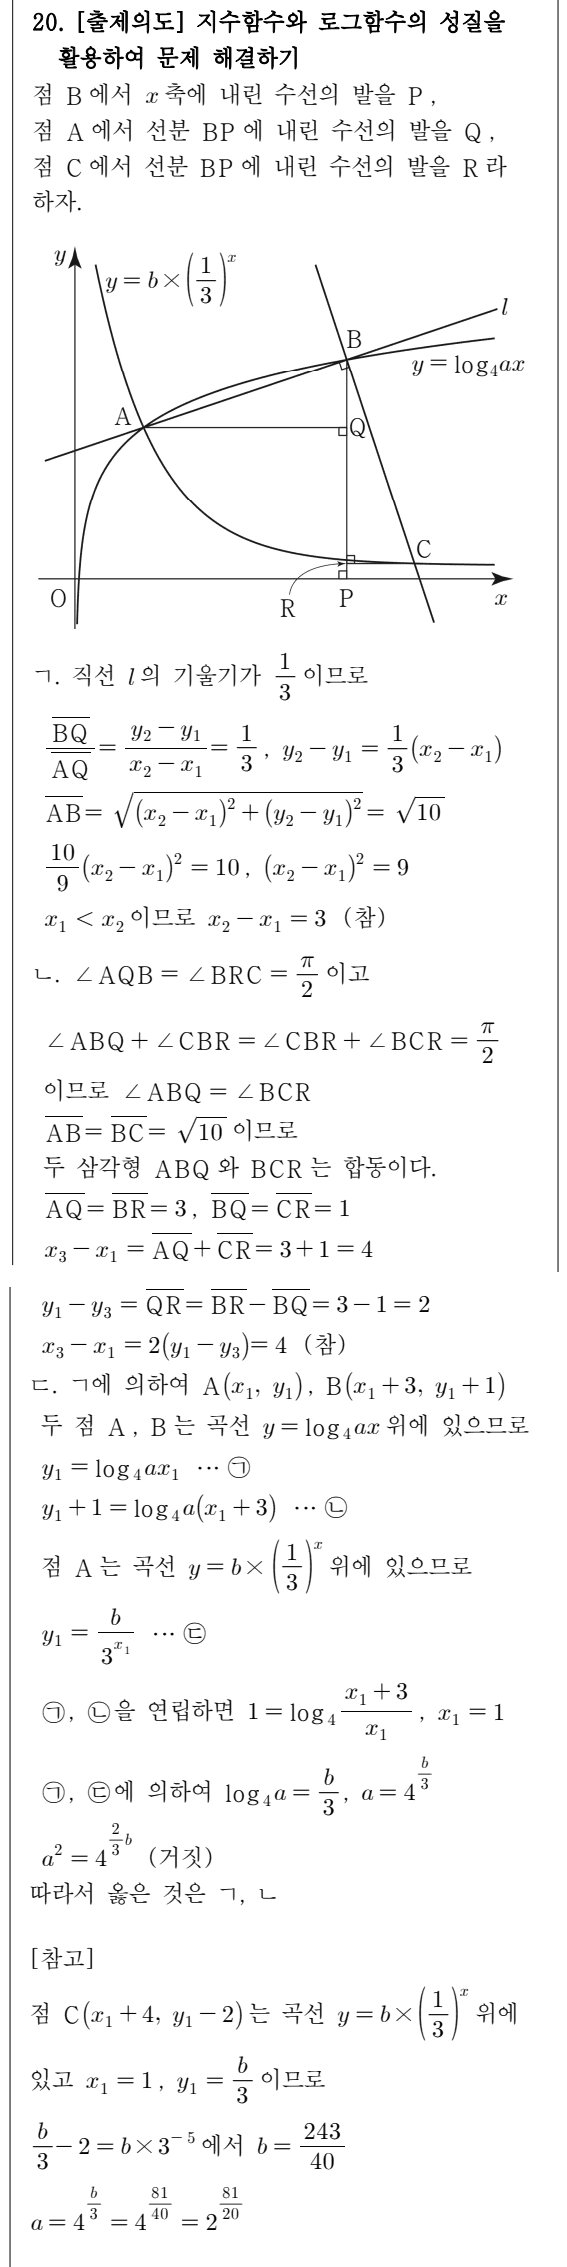 20. [출제의도] 지수함수와 로그함수의 성질을
활용하여 문제 해결하기
점 B에서 x축에 내린 수선의 발을 P,
점 A에서 선분 BP에 내린 수선의 발을 Q,
점 C에서 선분 BP에 내린 수선의 발을 R라
하자.
y
y=b×(1/3)^x
l
B
y=log₄ax
A
Q
C
O
R
P
x
ㄱ. 직선 l의 기울기가 1/3 이므로
B̅Q̅/A̅Q̅ = (y₂−y₁)/(x₂−x₁) = 1/3, y₂−y₁ = 1/3(x₂−x₁)
A̅B̅ = √((x₂−x₁)²+(y₂−y₁)²) = √10
10/9(x₂−x₁)² = 10, (x₂−x₁)² = 9
x₁ < x₂이므로 x₂−x₁ = 3 (참)
ㄴ. ∠AQB = ∠BRC = π/2 이고
∠ABQ + ∠CBR = ∠CBR + ∠BCR = π/2
이므로 ∠ABQ = ∠BCR
A̅B̅ = B̅C̅ = √10 이므로
두 삼각형 ABQ와 BCR는 합동이다.
A̅Q̅ = B̅R̅ = 3, B̅Q̅ = C̅R̅ = 1
x₃−x₁ = A̅Q̅ + C̅R̅ = 3+1 = 4
y₁−y₃ = Q̅R̅ = B̅R̅ − B̅Q̅ = 3−1 = 2
x₃−x₁ = 2(y₁−y₃) = 4 (참)
ㄷ. ㄱ에 의하여 A(x₁, y₁), B(x₁+3, y₁+1)
두 점 A, B는 곡선 y=log₄ax위에 있으므로
y₁ = log₄ax₁ ⋯ ㉠
y₁+1 = log₄a(x₁+3) ⋯ ㉡
점 A는 곡선 y=b×(1/3)^x 위에 있으므로
y₁ = b/3^(x₁) ⋯ ㉢
㉠, ㉡을 연립하면 1 = log₄ (x₁+3)/x₁, x₁ = 1
㉠, ㉢에 의하여 log₄a = b/3, a = 4^(b/3)
a² = 4^(2/3 b) (거짓)
따라서 옳은 것은 ㄱ, ㄴ
[참고]
점 C(x₁+4, y₁−2)는 곡선 y=b×(1/3)^x 위에
있고 x₁ = 1, y₁ = b/3 이므로
b/3 − 2 = b×3⁻⁵에서 b = 243/40
a = 4^(b/3) = 4^(81/40) = 2^(81/20)